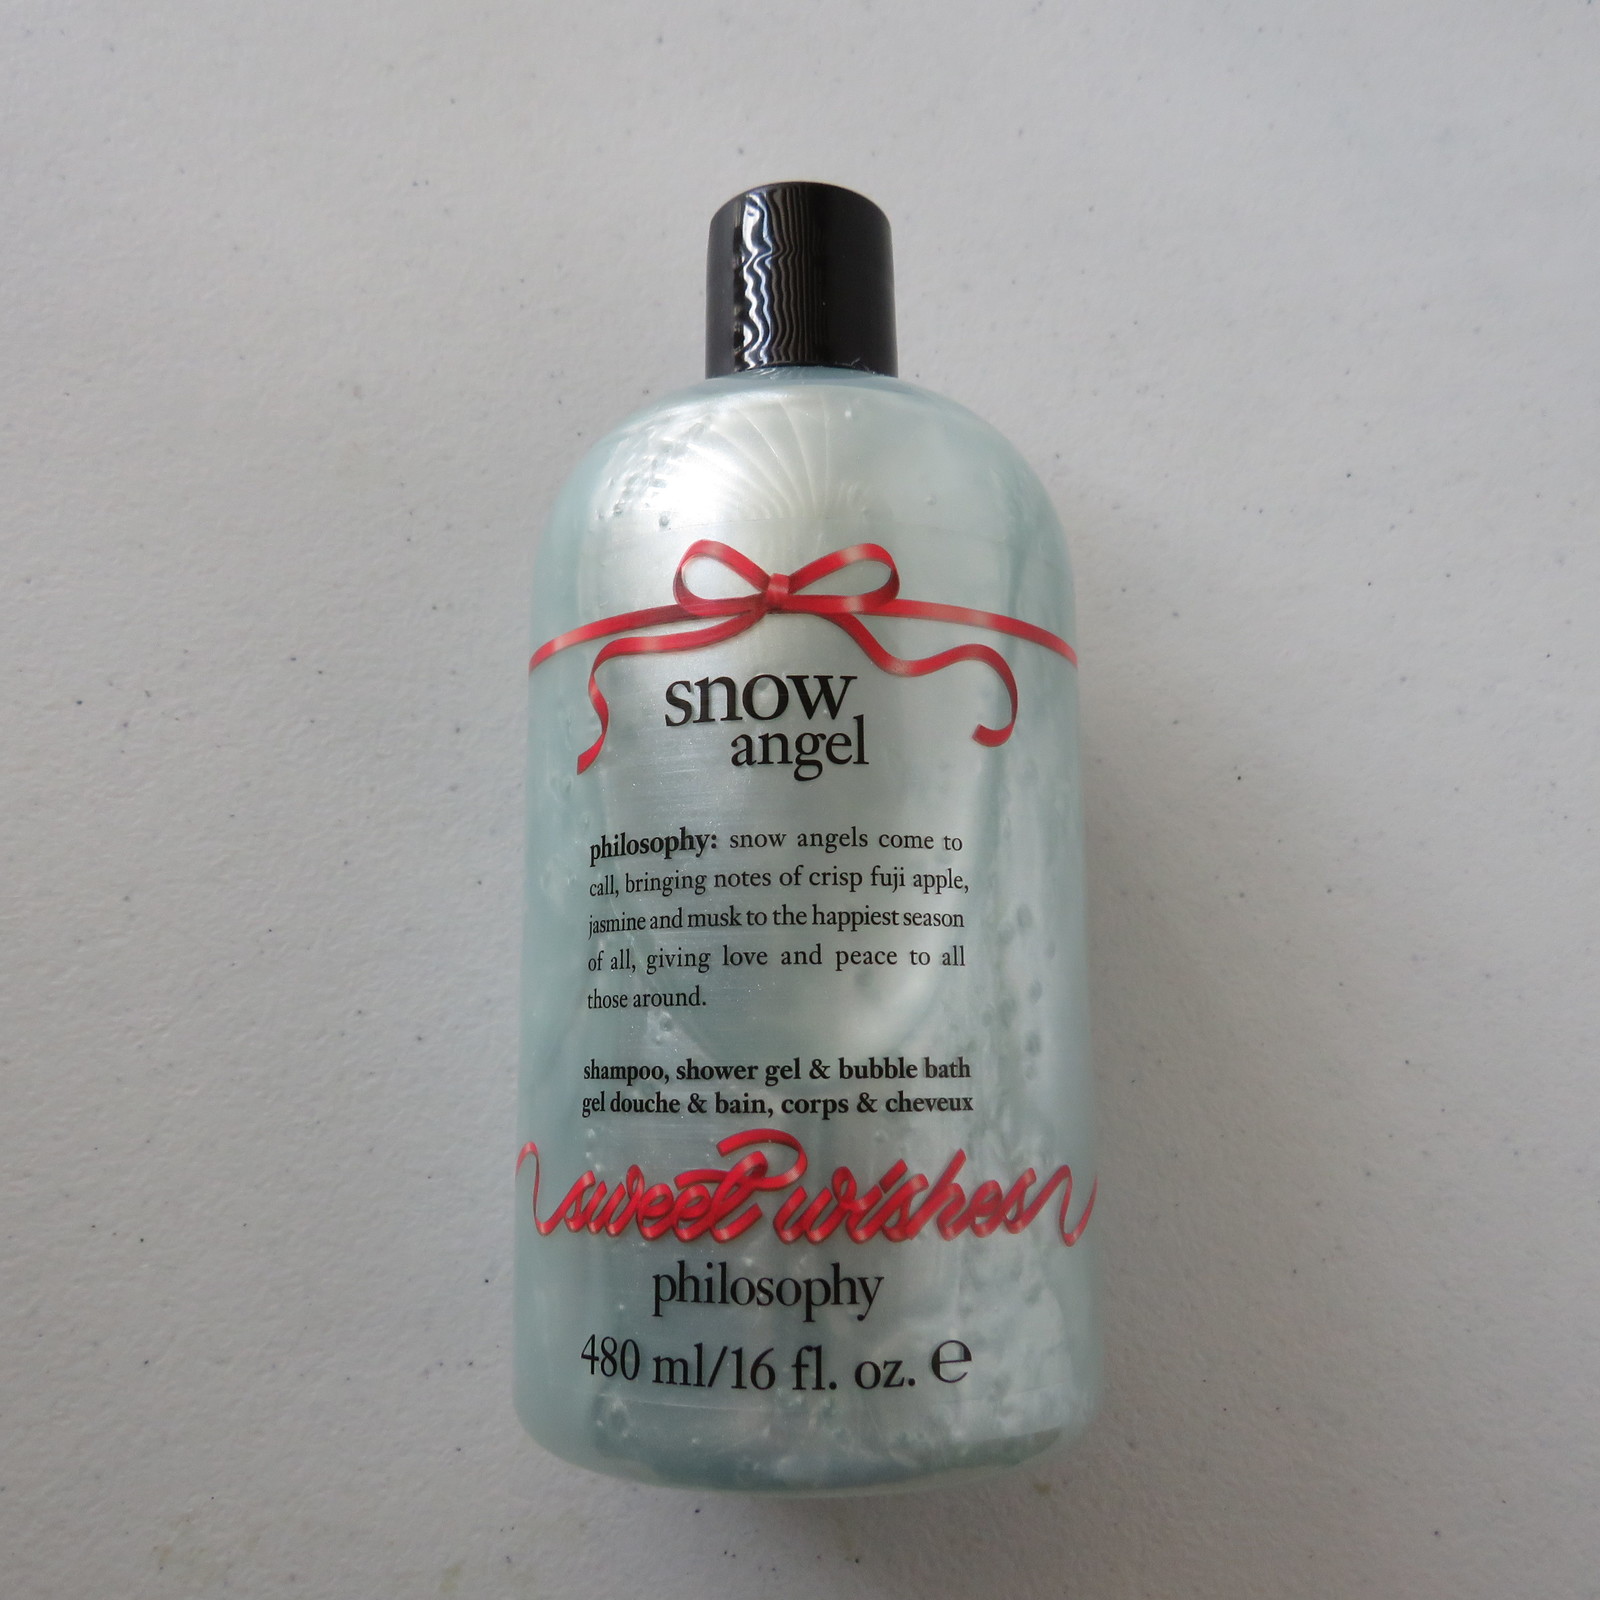 snow
angel
philosophy: snow angels come to
call, bringing notes of crisp fuji apple,
jasmine and musk to the happiest season
of all, giving love and peace to all
those around.
shampoo, shower gel & bubble bath
gel douche & bain, corps & cheveux
sweet wishes
philosophy
480 ml/16 fl. oz. ℮